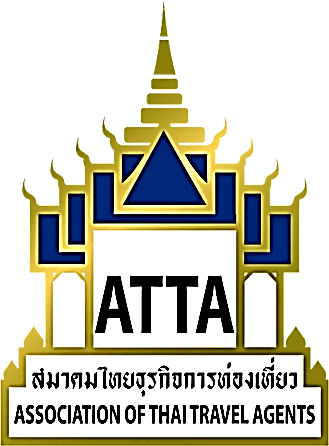 ATTA
สมาคมไทยธุรกิจการท่องเที่ยว
ASSOCIATION OF THAI TRAVEL AGENTS